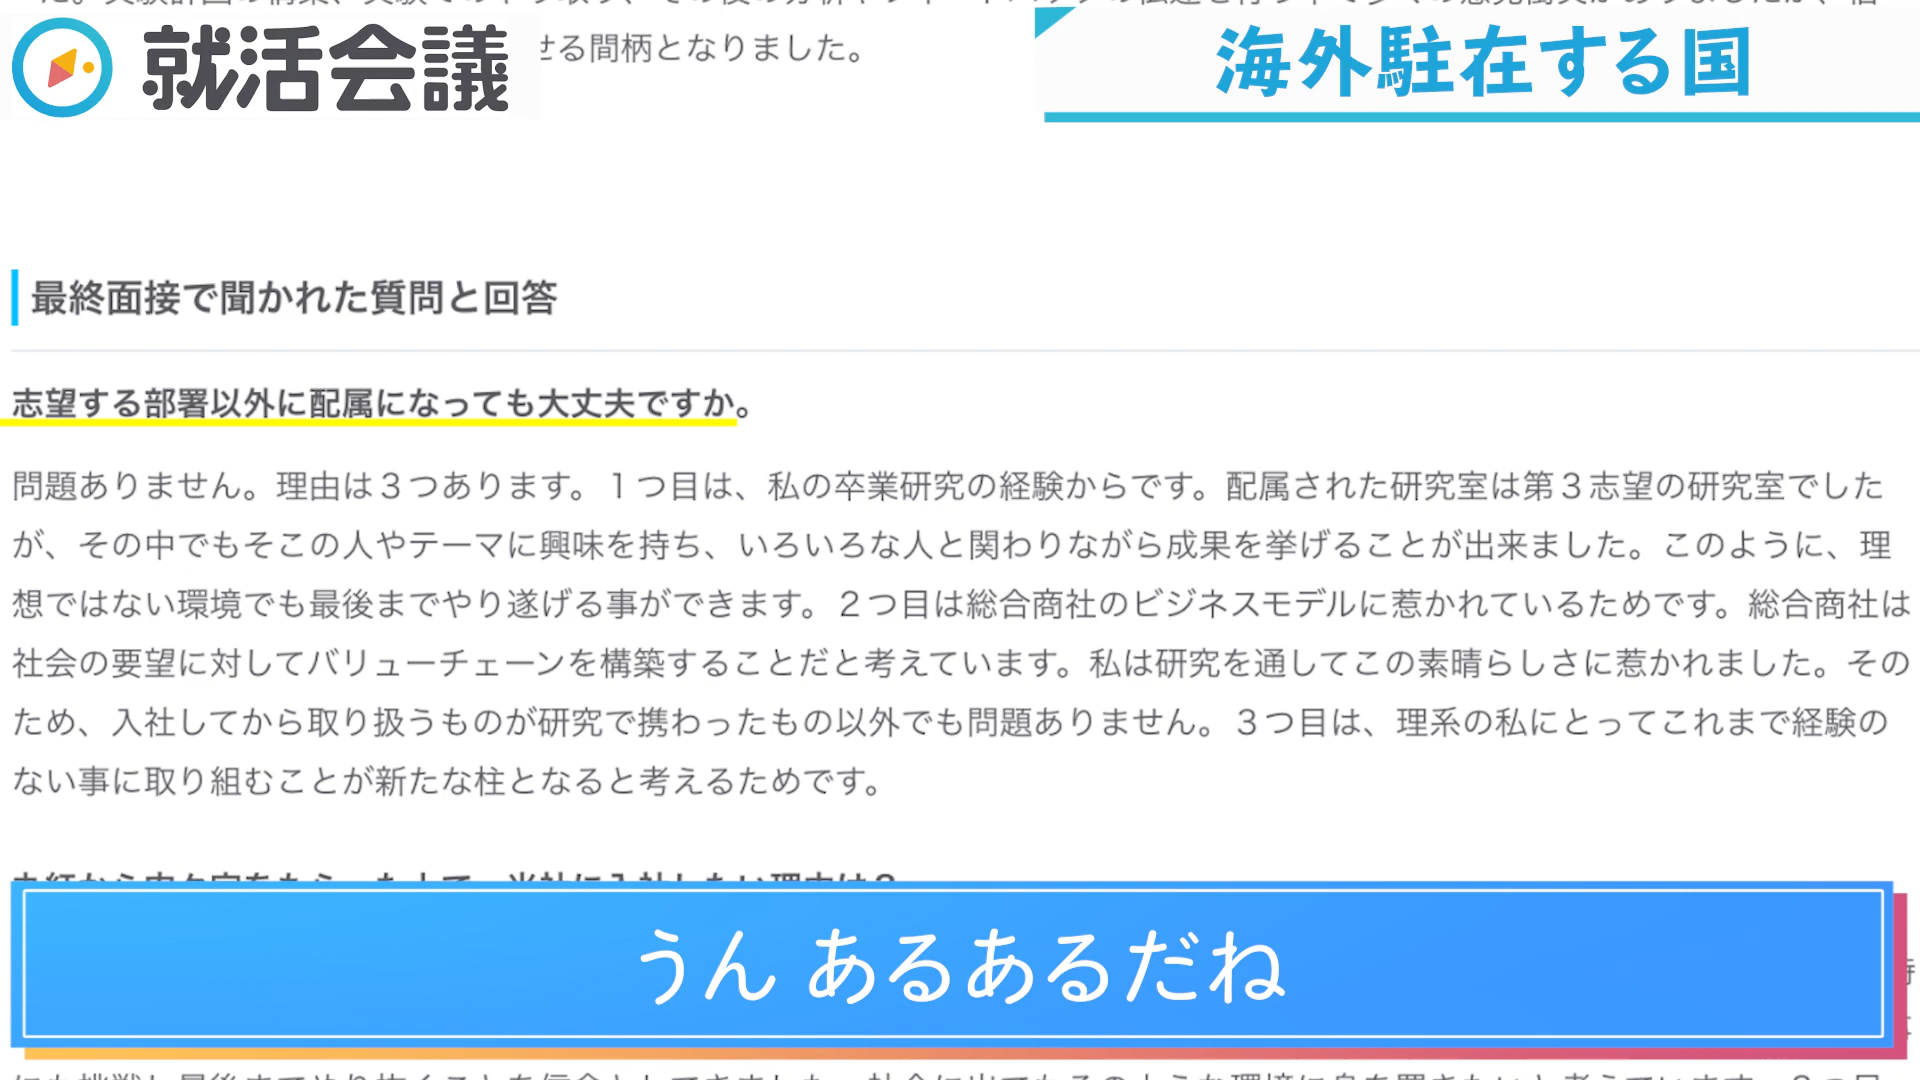 就活会議
海外駐在する国
せる間柄となりました。
最終面接で聞かれた質問と回答
志望する部署以外に配属になっても大丈夫ですか。
問題ありません。理由は３つあります。１つ目は、私の卒業研究の経験からです。配属された研究室は第３志望の研究室でした
が、その中でもそこの人やテーマに興味を持ち、いろいろな人と関わりながら成果を挙げることが出来ました。このように、理
想ではない環境でも最後までやり遂げる事ができます。２つ目は総合商社のビジネスモデルに惹かれているためです。総合商社は
社会の要望に対してバリューチェーンを構築することだと考えています。私は研究を通してこの素晴らしさに惹かれました。その
ため、入社してから取り扱うものが研究で携わったもの以外でも問題ありません。３つ目は、理系の私にとってこれまで経験の
ない事に取り組むことが新たな柱となると考えるためです。
うん あるあるだね